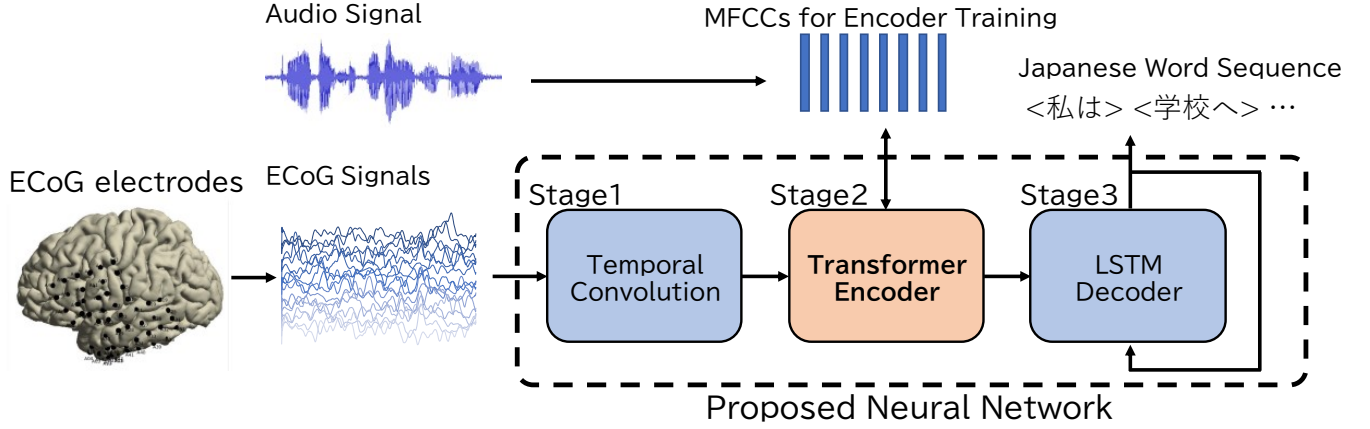 Audio Signal
MFCCs for Encoder Training
Japanese Word Sequence
<私は> <学校へ> …
ECoG electrodes
ECoG Signals
Stage1
Stage2
Stage3
Temporal
Convolution
Transformer
Encoder
LSTM
Decoder
Proposed Neural Network